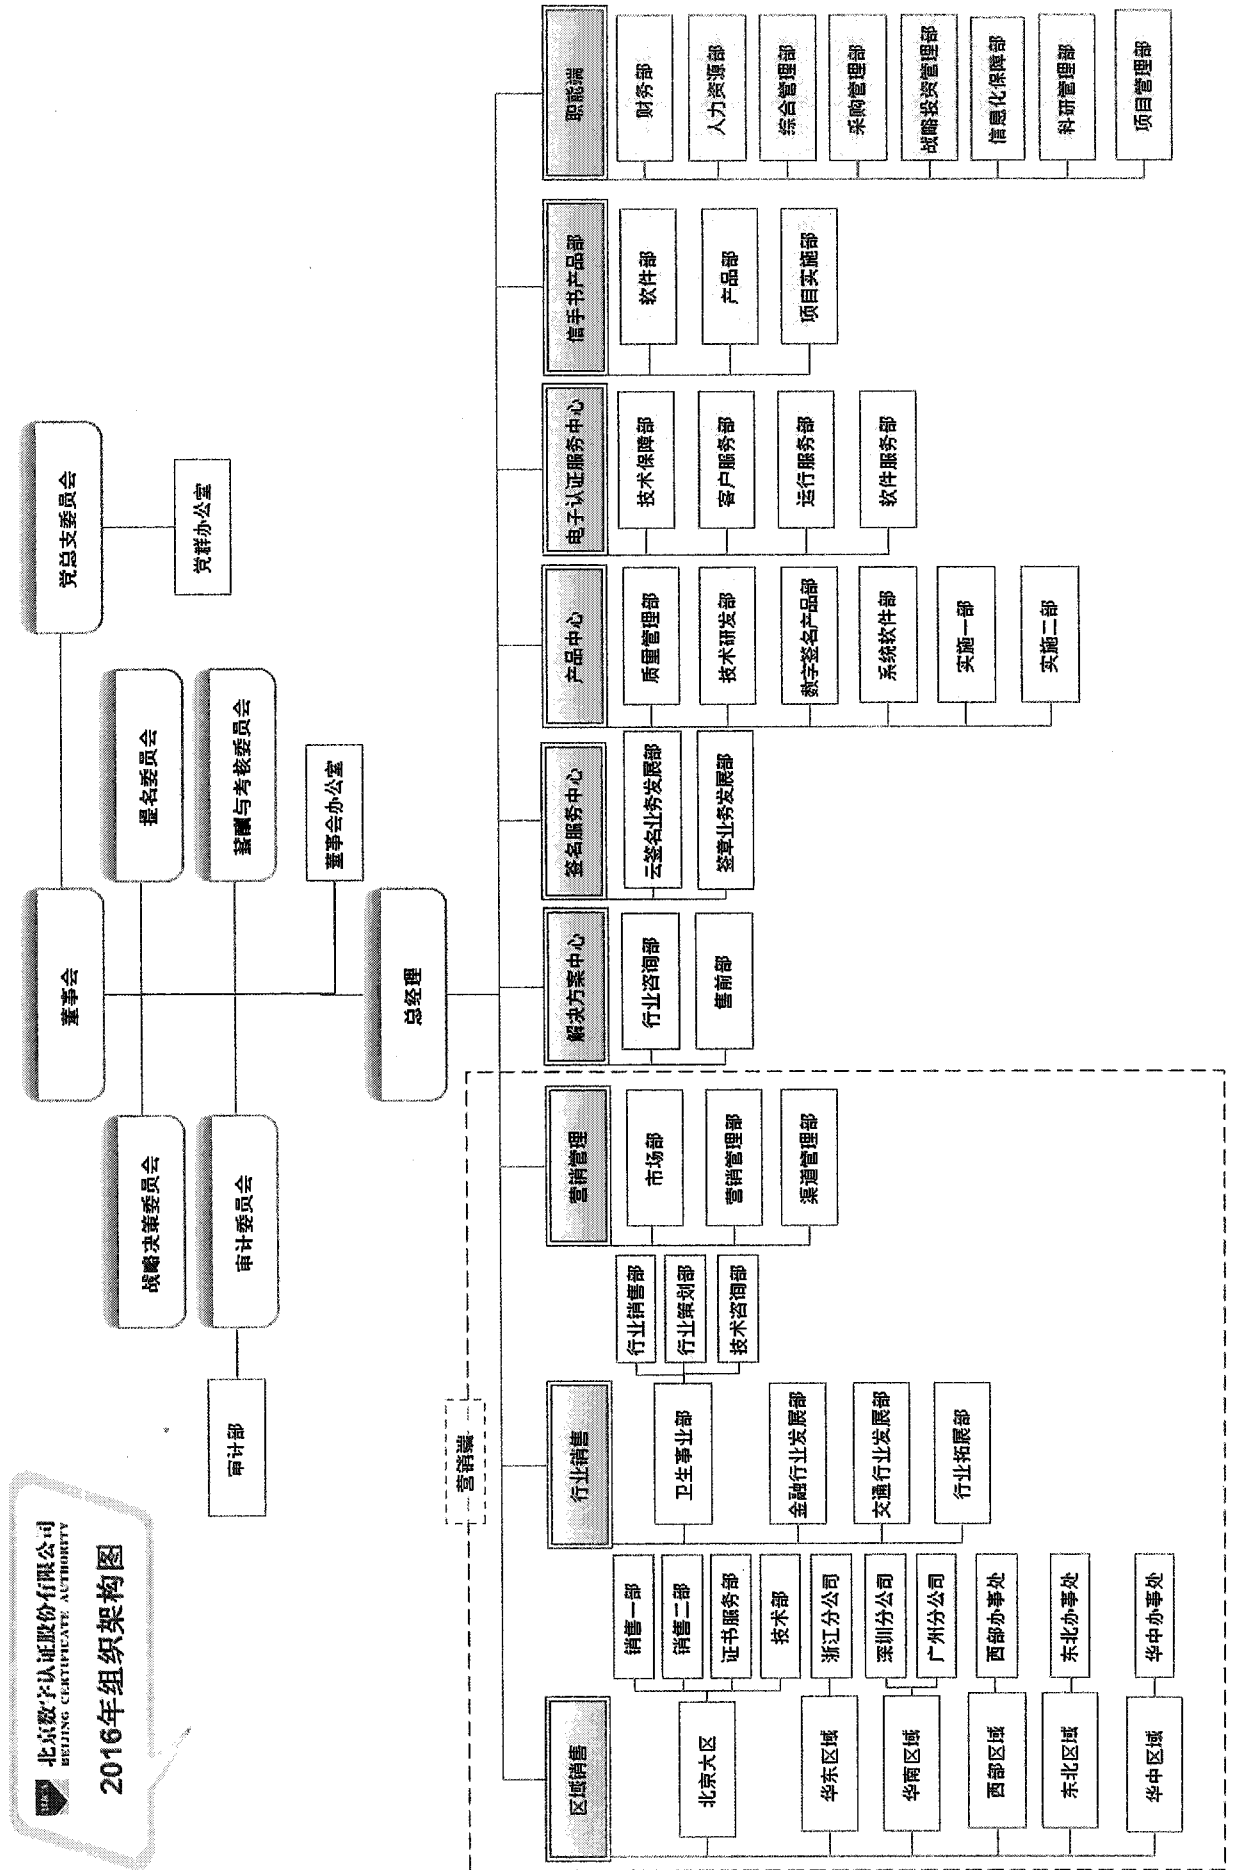 北京数字认证股份有限公司
BEIJING CERTIFICATE AUTHORITY
2016年组织架构图
董事会
党总支委员会
党群办公室
战略决策委员会
提名委员会
审计委员会
薪酬与考核委员会
审计部
董事会办公室
总经理
营销端
区域销售
行业销售
营销管理
解决方案中心
签名服务中心
产品中心
电子认证服务中心
信手书产品部
职能端
北京大区
销售一部
销售二部
证书服务部
技术部
华东区域
浙江分公司
华南区域
深圳分公司
广州分公司
西部区域
西部办事处
东北区域
东北办事处
华中区域
华中办事处
卫生事业部
行业销售部
行业策划部
技术咨询部
金融行业发展部
交通行业发展部
行业拓展部
市场部
营销管理部
渠道管理部
行业咨询部
售前部
云签名业务发展部
签章业务发展部
质量管理部
技术研发部
数字签名产品部
系统软件部
实施一部
实施二部
技术保障部
客户服务部
运行服务部
软件服务部
软件部
产品部
项目实施部
财务部
人力资源部
综合管理部
采购管理部
战略投资管理部
信息化保障部
科研管理部
项目管理部